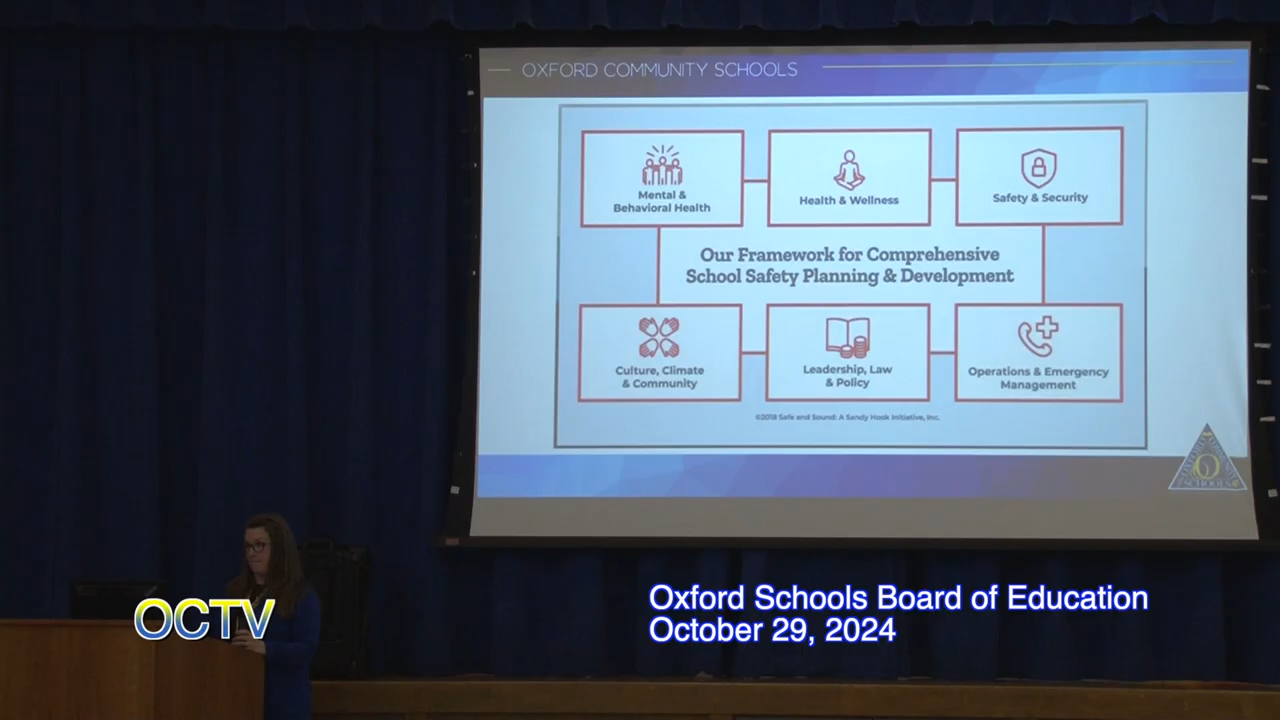 OXFORD COMMUNITY SCHOOLS
Mental &
Behavioral Health
Health & Wellness
Safety & Security
Our Framework for Comprehensive
School Safety Planning & Development
Culture, Climate
& Community
Leadership, Law
& Policy
Operations & Emergency
Management
©2018 Safe and Sound: A Sandy Hook Initiative, Inc.
O
SCHOOLS
OCTV
Oxford Schools Board of Education
October 29, 2024